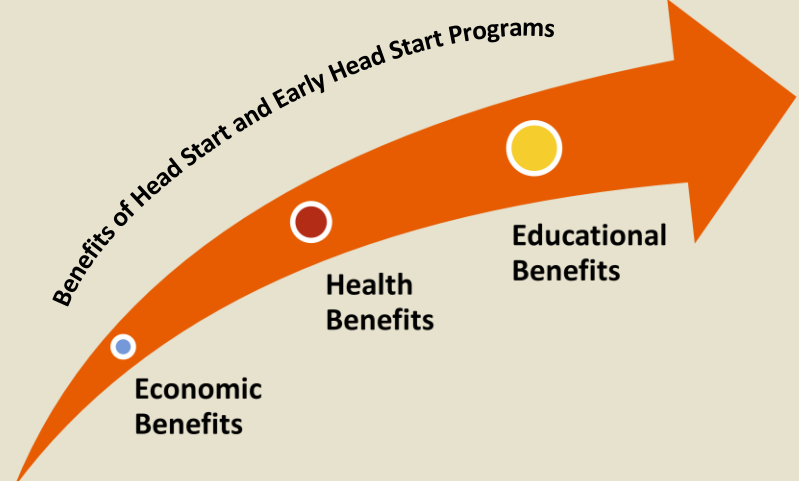 Benefits of Head Start and Early Head Start Programs
Educational
Benefits
Health
Benefits
Economic
Benefits